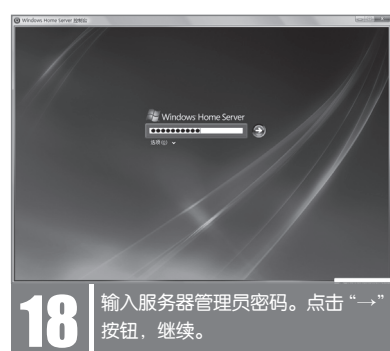 Windows Home Server 控制台
Windows Home Server
选项(O)
18
输入服务器管理员密码。点击“→”
按钮，继续。